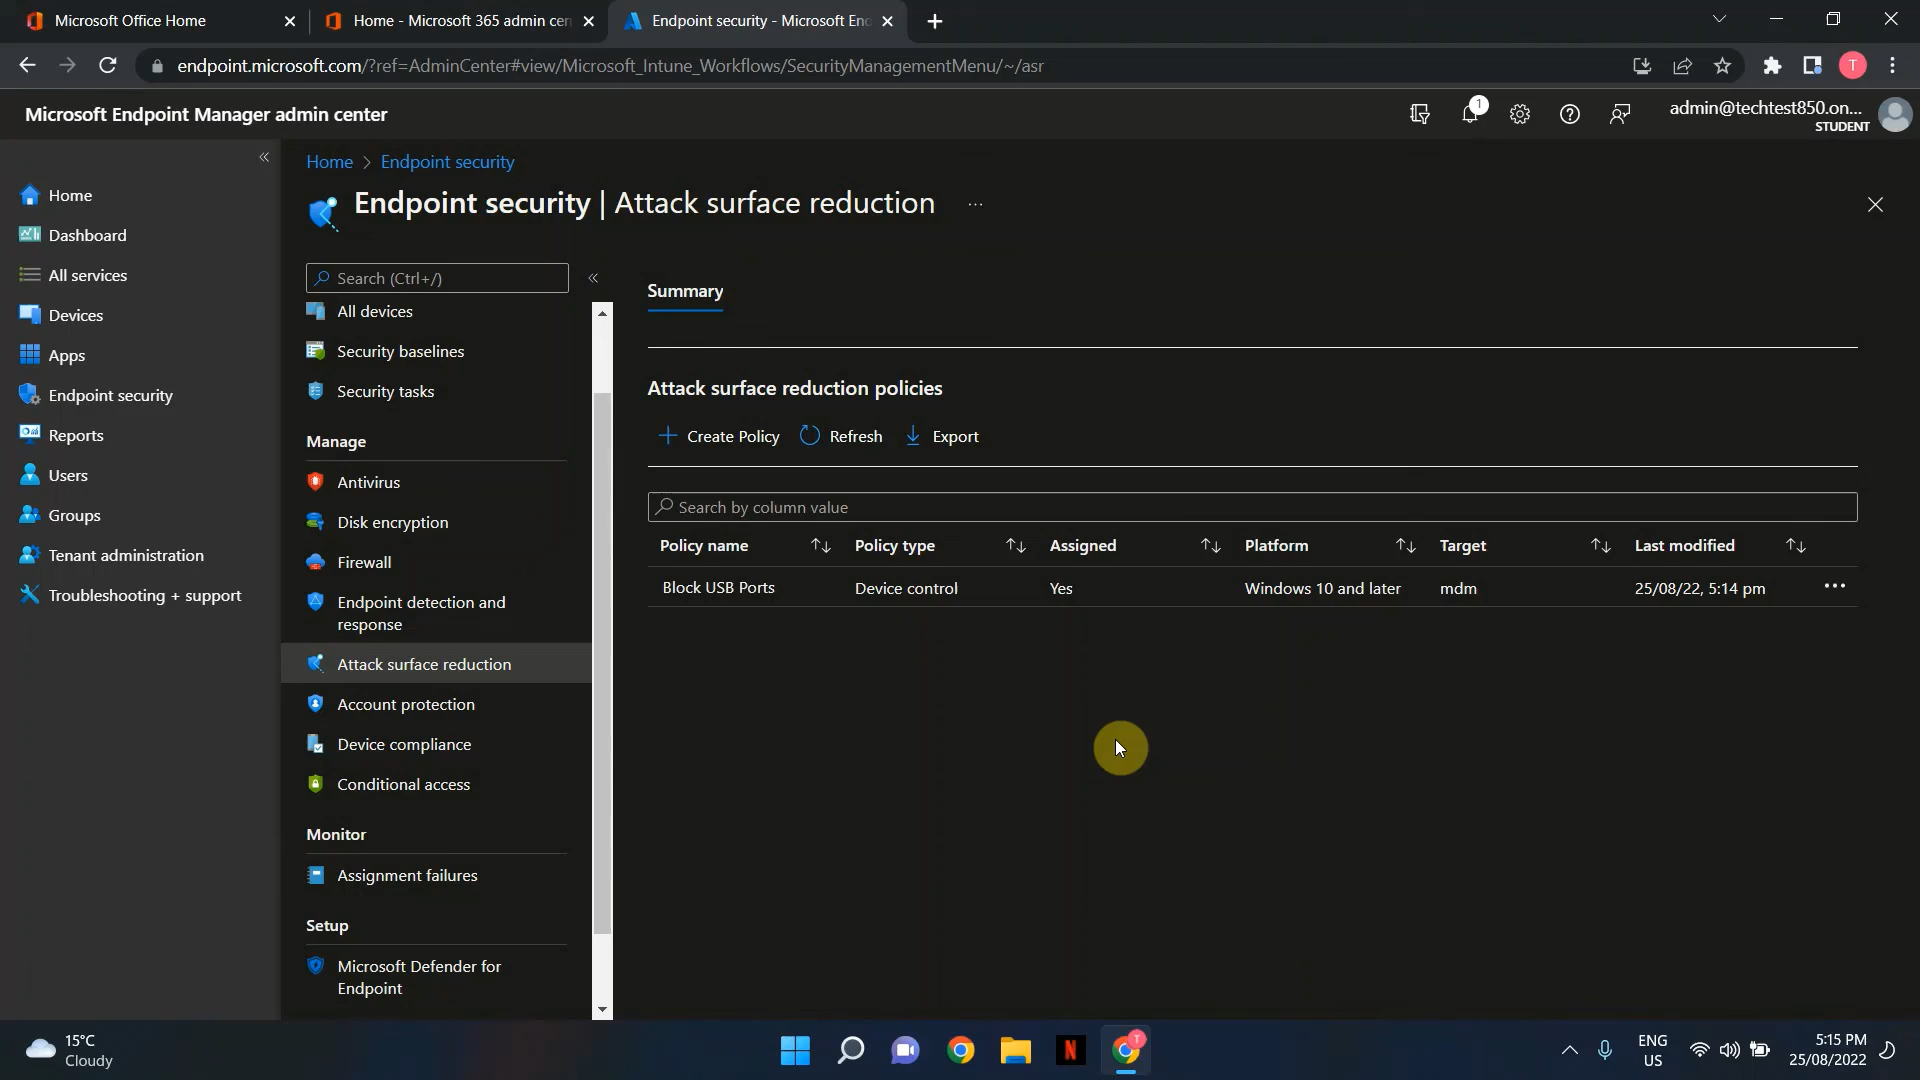 Microsoft Office Home
Home - Microsoft 365 admin cen
Endpoint security - Microsoft En
endpoint.microsoft.com/?ref=AdminCenter#view/Microsoft_Intune_Workflows/SecurityManagementMenu/~/asr
T
Microsoft Endpoint Manager admin center
1
admin@techtest850.on...
STUDENT
Home > Endpoint security
Endpoint security | Attack surface reduction ...
Home
Dashboard
All services
Devices
Apps
Endpoint security
Reports
Users
Groups
Tenant administration
Troubleshooting + support
Search (Ctrl+/)
All devices
Security baselines
Security tasks
Manage
Antivirus
Disk encryption
Firewall
Endpoint detection and
response
Attack surface reduction
Account protection
Device compliance
Conditional access
Monitor
Assignment failures
Setup
Microsoft Defender for
Endpoint
Summary
Attack surface reduction policies
Create Policy Refresh Export
Search by column value
Policy name Policy type Assigned Platform Target Last modified
Block USB Ports Device control Yes Windows 10 and later mdm 25/08/22, 5:14 pm ...
15°C
Cloudy
N
T
ENG
US
5:15 PM
25/08/2022